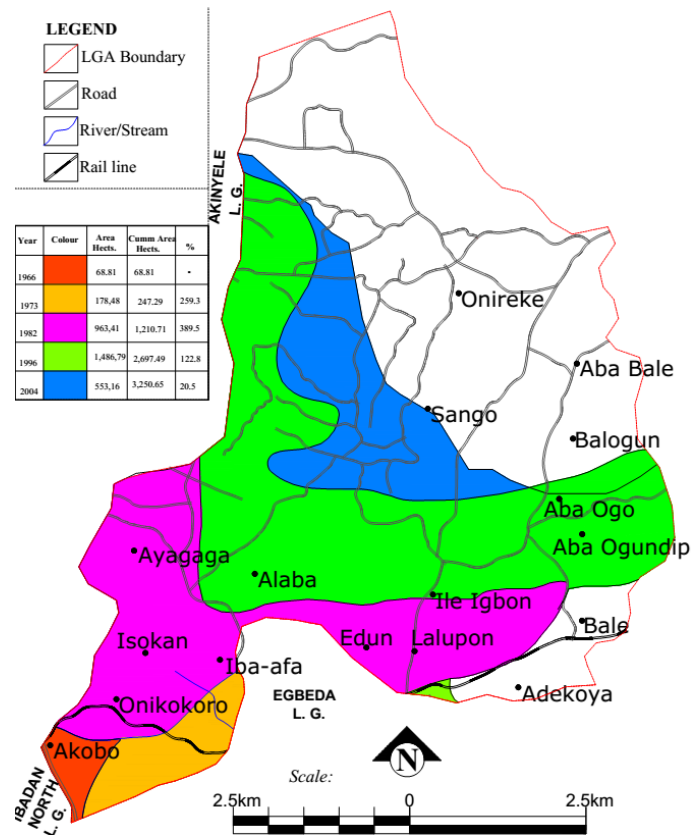 LEGEND
LGA Boundary
Road
River/Stream
Rail line
AKINYELE
L. G.
Year Colour Area Hects. Cumm Area Hects. %
1966 68.81 68.81 -
1973 178,48 247.29 259.3
1982 963,41 1,210.71 389.5
1996 1,486,79 2,697.49 122.8
2004 553,16 3,250.65 20.5
Onireke
Aba Bale
Sango
Balogun
Aba Ogo
Aba Ogundip
Ayagaga
Alaba
Ile Igbon
Bale
Isokan
Edun
Lalupon
Iba-afa
Adekoya
EGBEDA
L. G.
Onikokoro
Akobo
IBADAN
NORTH
L. G.
N
Scale:
2.5km 0 2.5km